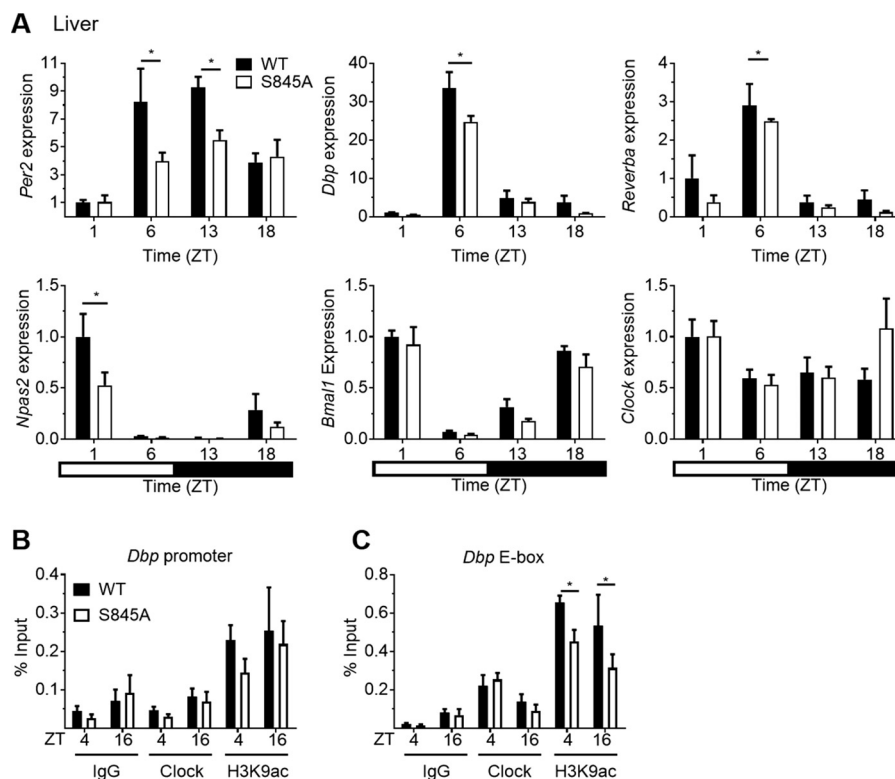 A Liver
Per2 expression
11
9
7
5
3
1
* *
WT
S845A
1 6 13 18
Time (ZT)
Dbp expression
40
30
20
10
0
*
1 6 13 18
Time (ZT)
Reverba expression
4
3
2
1
0
*
1 6 13 18
Time (ZT)
Npas2 expression
1.5
1.0
0.5
0.0
*
1 6 13 18
Time (ZT)
Bmal1 Expression
1.5
1.0
0.5
0.0
1 6 13 18
Time (ZT)
Clock expression
1.5
1.0
0.5
0.0
1 6 13 18
Time (ZT)
B Dbp promoter
% Input
0.4
0.3
0.2
0.1
WT
S845A
ZT 4 16 4 16 4 16
IgG Clock H3K9ac
C Dbp E-box
% Input
0.8
0.6
0.4
0.2
* *
ZT 4 16 4 16 4 16
IgG Clock H3K9ac